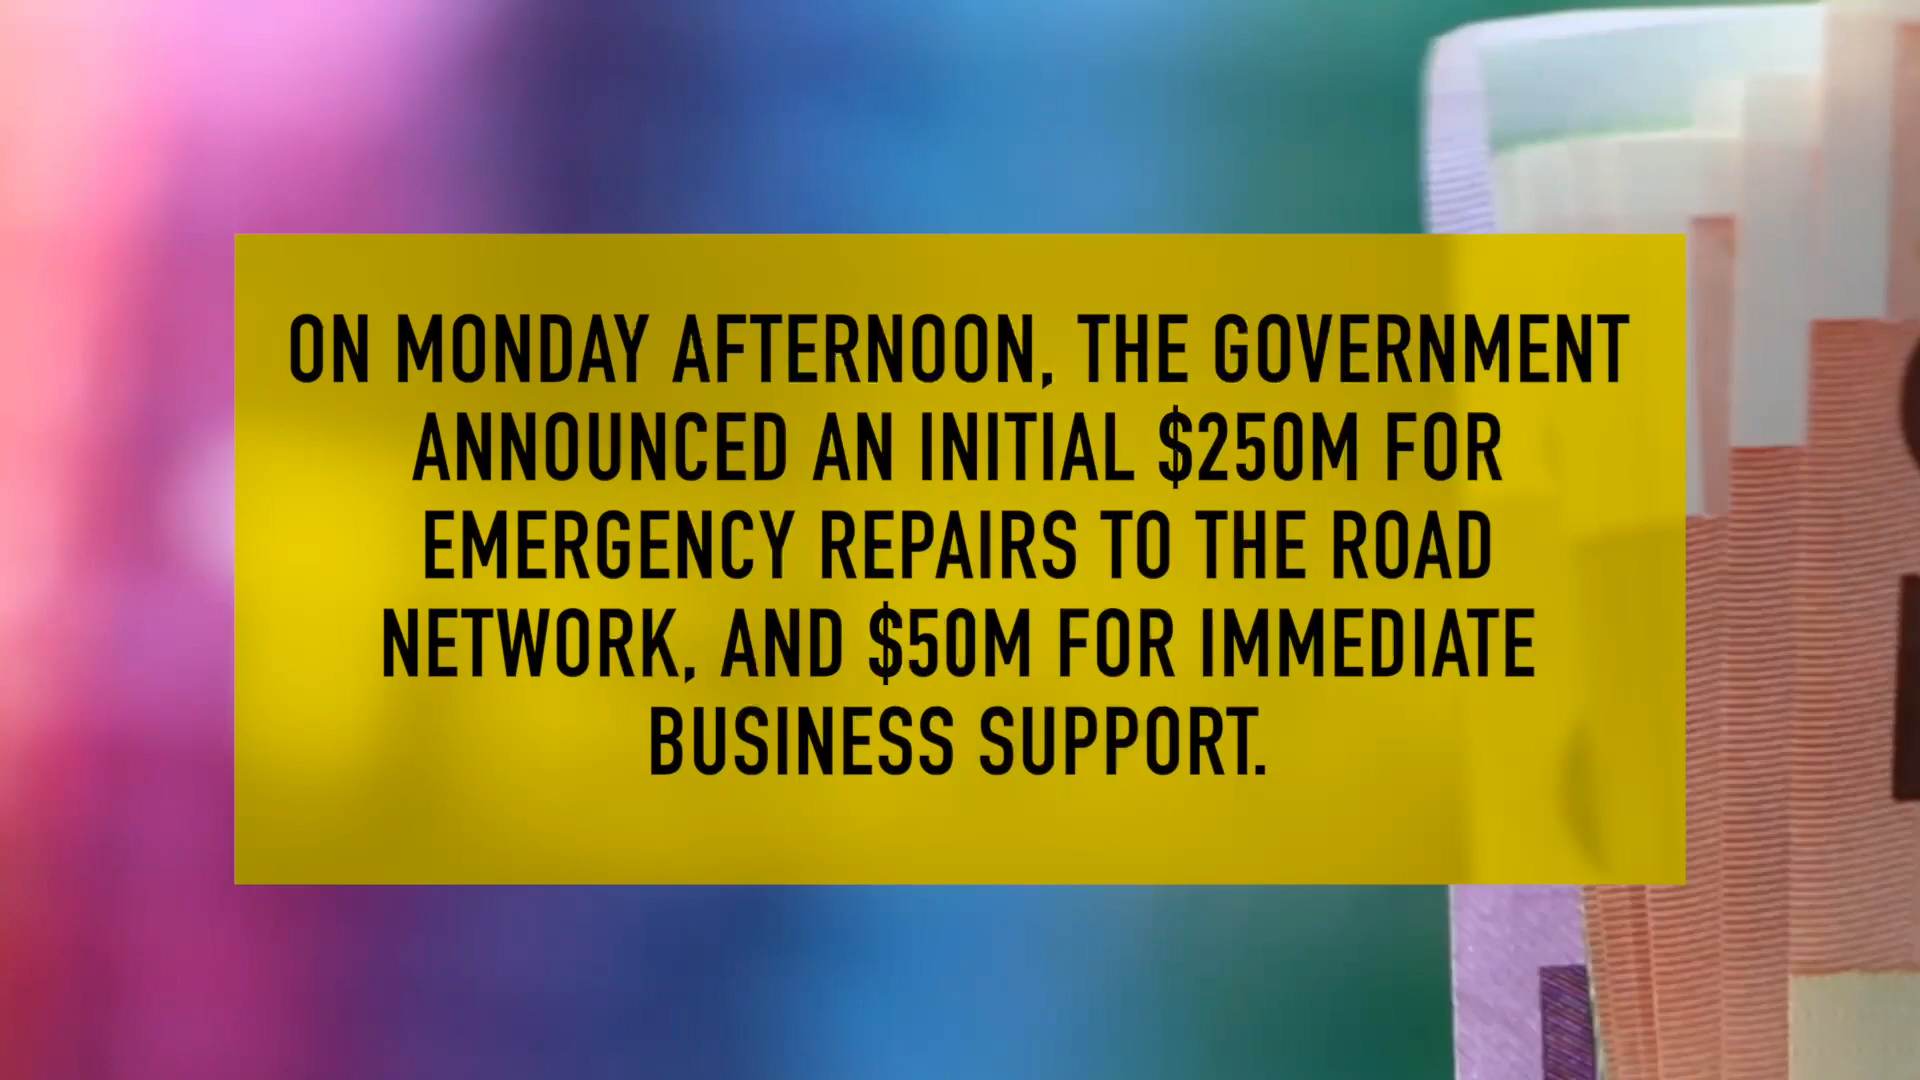 ON MONDAY AFTERNOON, THE GOVERNMENT
ANNOUNCED AN INITIAL $250M FOR
EMERGENCY REPAIRS TO THE ROAD
NETWORK, AND $50M FOR IMMEDIATE
BUSINESS SUPPORT.